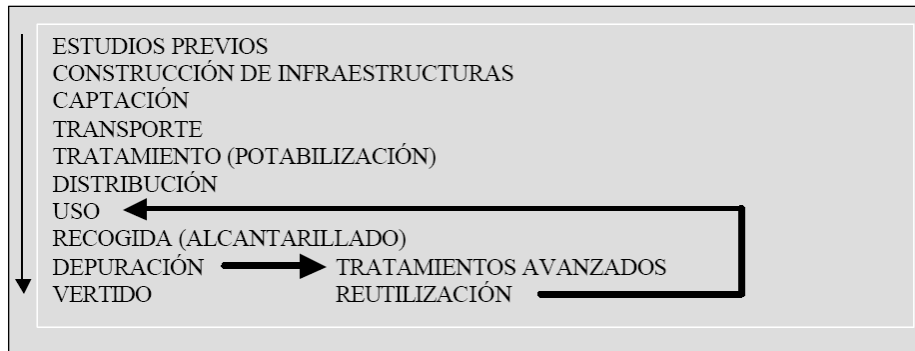 ESTUDIOS PREVIOS
CONSTRUCCIÓN DE INFRAESTRUCTURAS
CAPTACIÓN
TRANSPORTE
TRATAMIENTO (POTABILIZACIÓN)
DISTRIBUCIÓN
USO
RECOGIDA (ALCANTARILLADO)
DEPURACIÓN TRATAMIENTOS AVANZADOS
VERTIDO REUTILIZACIÓN